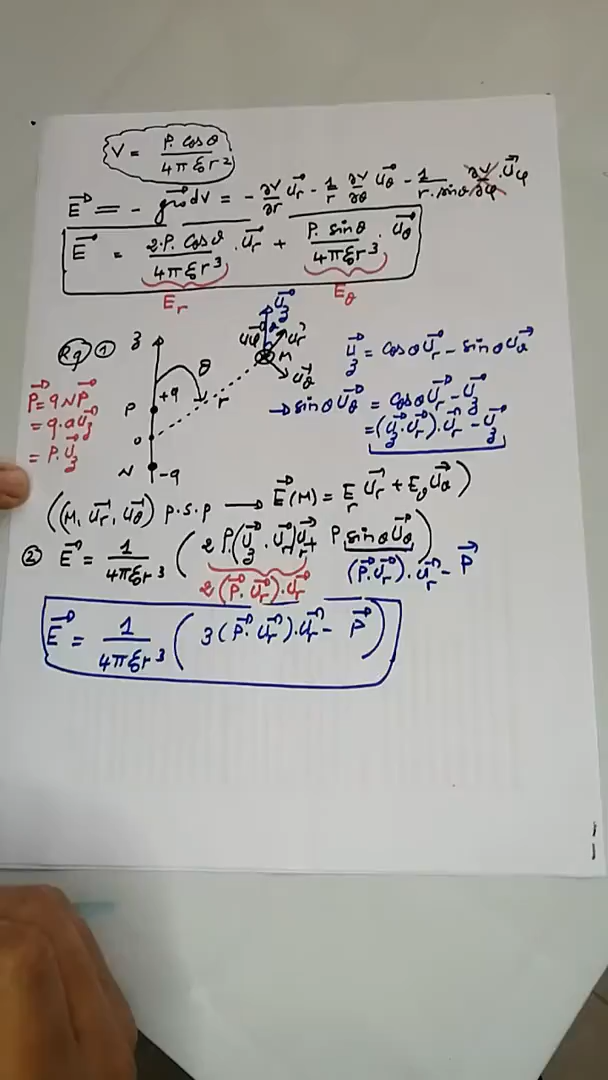 V = P. cosθ / 4πε₀r²
E⃗ = - grad⃗ V = - ∂V/∂r u⃗r - 1/r ∂V/∂θ u⃗θ - 1/(r. sinθ) ∂V/∂φ . u⃗φ
E⃗ = 2.P. cosθ / 4πε₀r³ . u⃗r + P. sinθ / 4πε₀r³ . u⃗θ
Er Eθ
Rq ①
z
θ
+q
P
r
O
N
-q
u⃗z
u⃗φ
u⃗r
M
u⃗θ
P⃗ = q NP⃗
= q.a u⃗z
= P. u⃗z
u⃗z = cosθ u⃗r - sinθ u⃗θ
→ sinθ u⃗θ = cosθ u⃗r - u⃗z
= (u⃗z . u⃗r) . u⃗r - u⃗z
((M, u⃗r, u⃗θ) p.s.p → E⃗(M) = Er u⃗r + Eθ u⃗θ)
② E⃗ = 1 / 4πε₀r³ ( 2 P (u⃗z . u⃗r) u⃗r + P sinθ u⃗θ )
2 (P⃗ . u⃗r) . u⃗r (P⃗ . u⃗r) . u⃗r - P⃗
E⃗ = 1 / 4πε₀r³ ( 3 (P⃗ . u⃗r) . u⃗r - P⃗ )